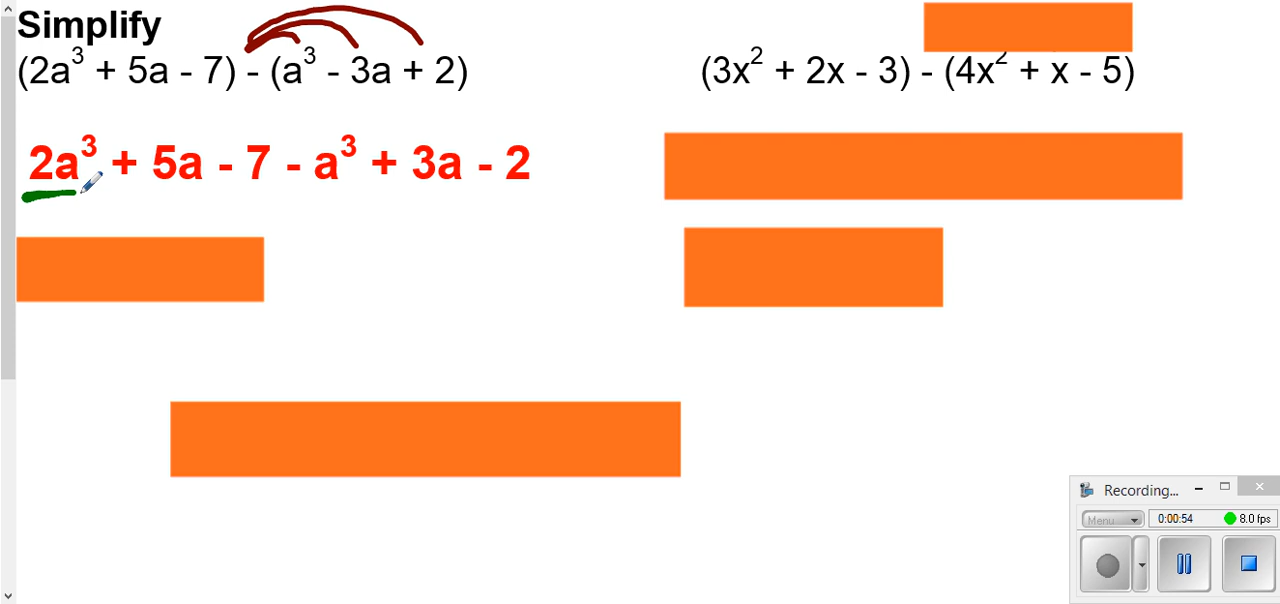 Simplify
(2a³ + 5a - 7) - (a³ - 3a + 2)
(3x² + 2x - 3) - (4x² + x - 5)
2a³ + 5a - 7 - a³ + 3a - 2
Recording...
Menu
0:00:54
8.0 fps